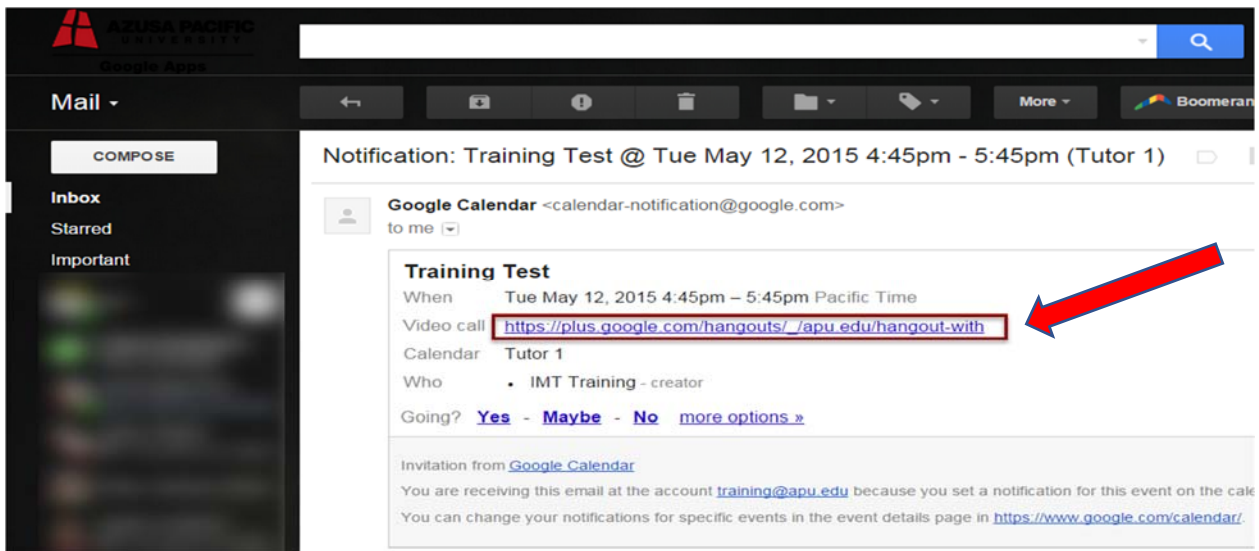 AZUSA PACIFIC
UNIVERSITY
Google Apps
Mail
More
Boomeran
COMPOSE
Notification: Training Test @ Tue May 12, 2015 4:45pm - 5:45pm (Tutor 1)
Inbox
Starred
Important
Google Calendar <calendar-notification@google.com>
to me
Training Test
When Tue May 12, 2015 4:45pm – 5:45pm Pacific Time
Video call https://plus.google.com/hangouts/_/apu.edu/hangout-with
Calendar Tutor 1
Who • IMT Training - creator
Going? Yes - Maybe - No more options »
Invitation from Google Calendar
You are receiving this email at the account training@apu.edu because you set a notification for this event on the cale
You can change your notifications for specific events in the event details page in https://www.google.com/calendar/.